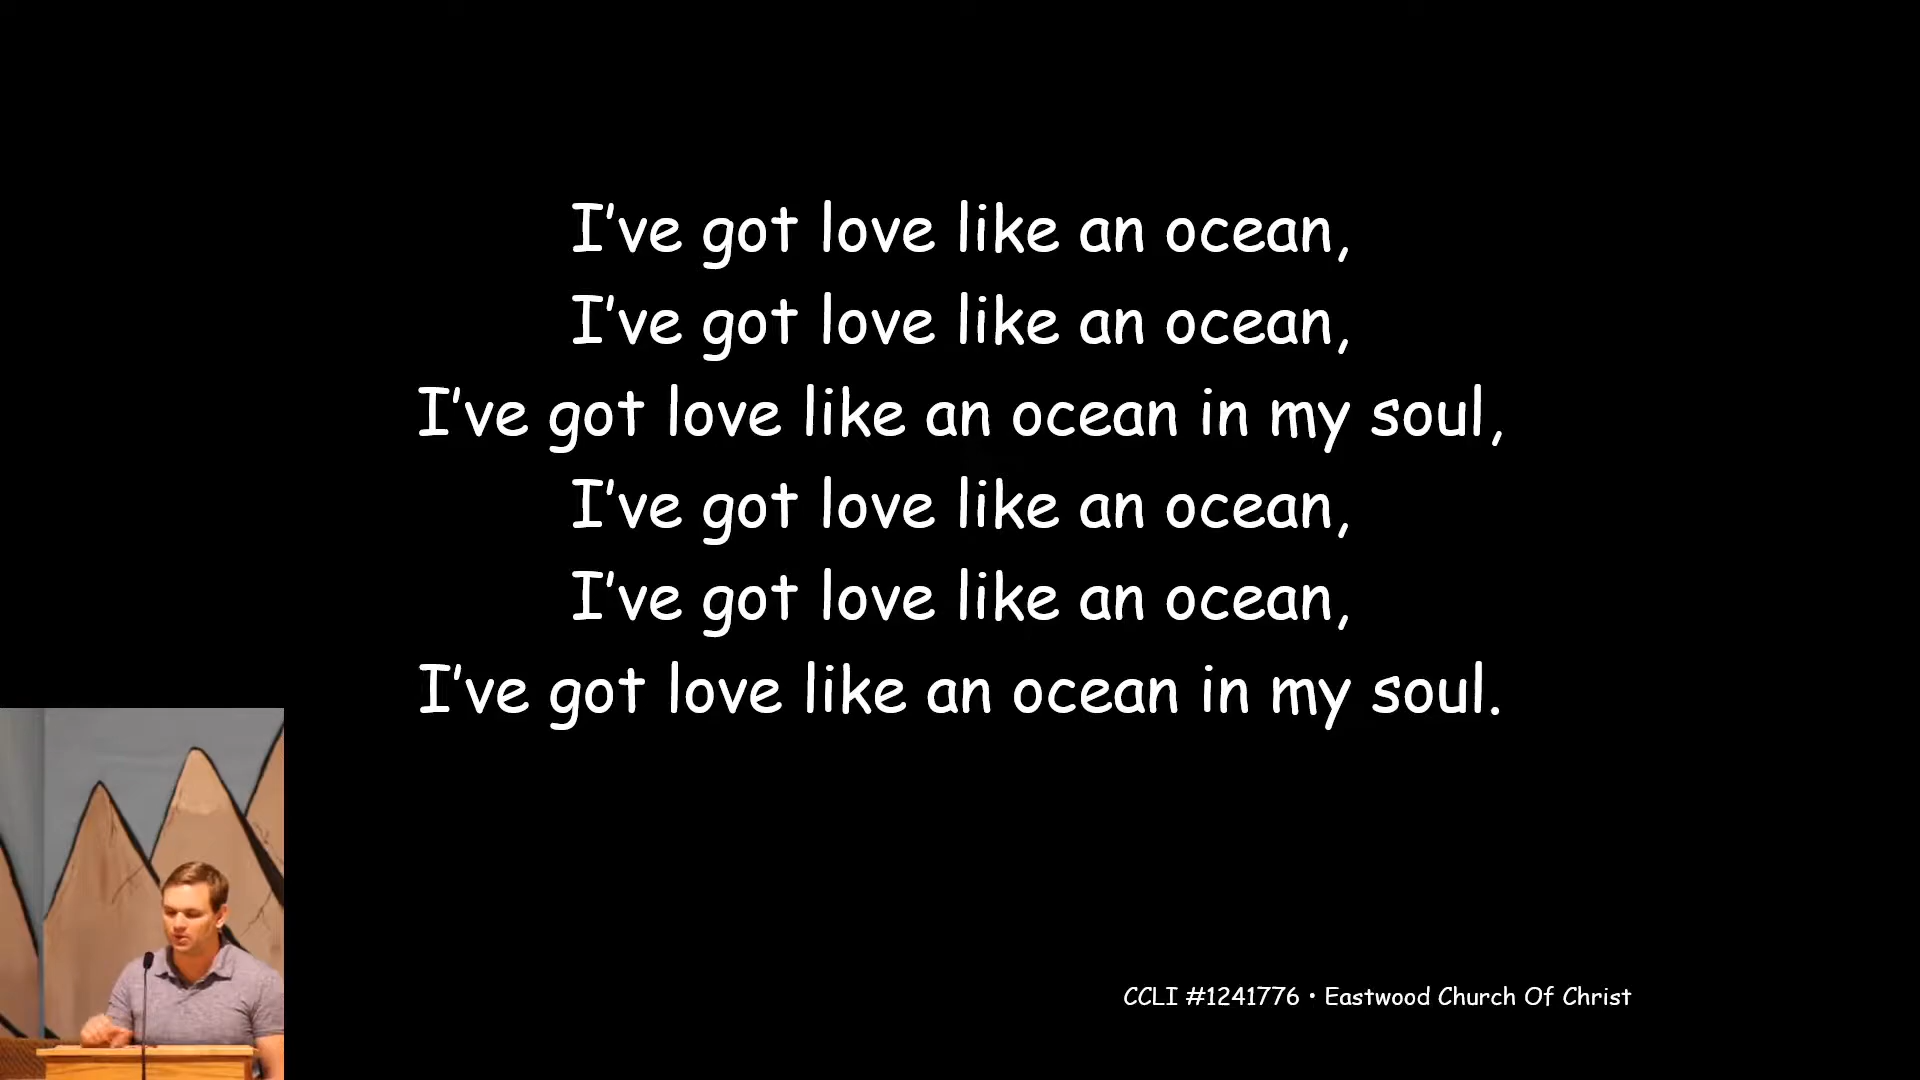 I've got love like an ocean,
I've got love like an ocean,
I've got love like an ocean in my soul,
I've got love like an ocean,
I've got love like an ocean,
I've got love like an ocean in my soul.
CCLI #1241776 • Eastwood Church Of Christ